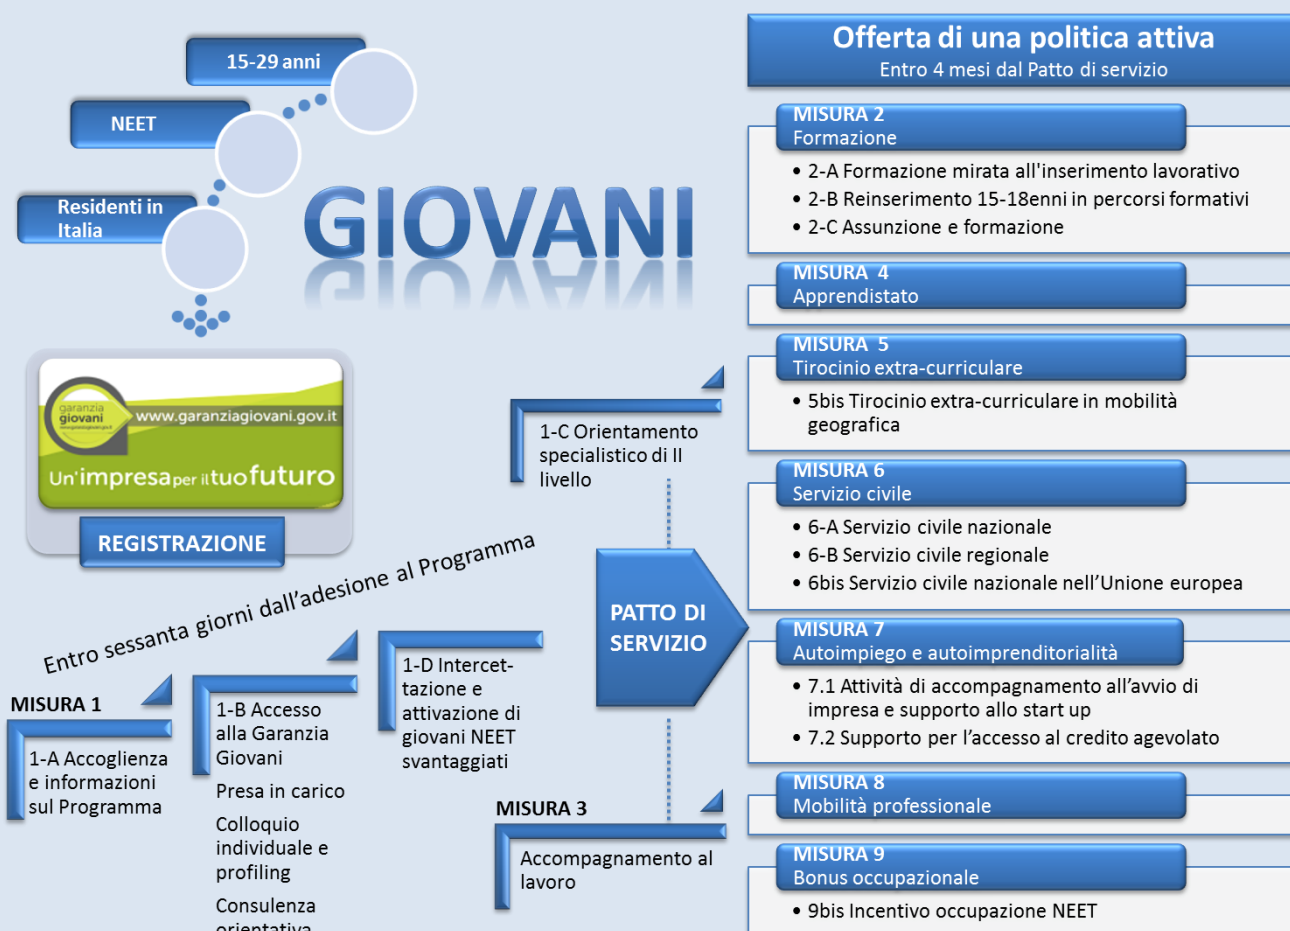 15-29 anni
NEET
Residenti in
Italia
GIOVANI
garanzia
giovani
www.garanziagiovani.gov.it
Un'impresa per il tuo futuro
REGISTRAZIONE
Entro sessanta giorni dall’adesione al Programma
MISURA 1
1-A Accoglienza
e informazioni
sul Programma
1-B Accesso
alla Garanzia
Giovani
Presa in carico
Colloquio
individuale e
profiling
Consulenza
orientativa
1-D Intercet-
tazione e
attivazione di
giovani NEET
svantaggiati
1-C Orientamento
specialistico di II
livello
PATTO DI
SERVIZIO
MISURA 3
Accompagnamento al
lavoro
Offerta di una politica attiva
Entro 4 mesi dal Patto di servizio
MISURA 2
Formazione
• 2-A Formazione mirata all'inserimento lavorativo
• 2-B Reinserimento 15-18enni in percorsi formativi
• 2-C Assunzione e formazione
MISURA 4
Apprendistato
MISURA 5
Tirocinio extra-curriculare
• 5bis Tirocinio extra-curriculare in mobilità
geografica
MISURA 6
Servizio civile
• 6-A Servizio civile nazionale
• 6-B Servizio civile regionale
• 6bis Servizio civile nazionale nell’Unione europea
MISURA 7
Autoimpiego e autoimprenditorialità
• 7.1 Attività di accompagnamento all’avvio di
impresa e supporto allo start up
• 7.2 Supporto per l’accesso al credito agevolato
MISURA 8
Mobilità professionale
MISURA 9
Bonus occupazionale
• 9bis Incentivo occupazione NEET